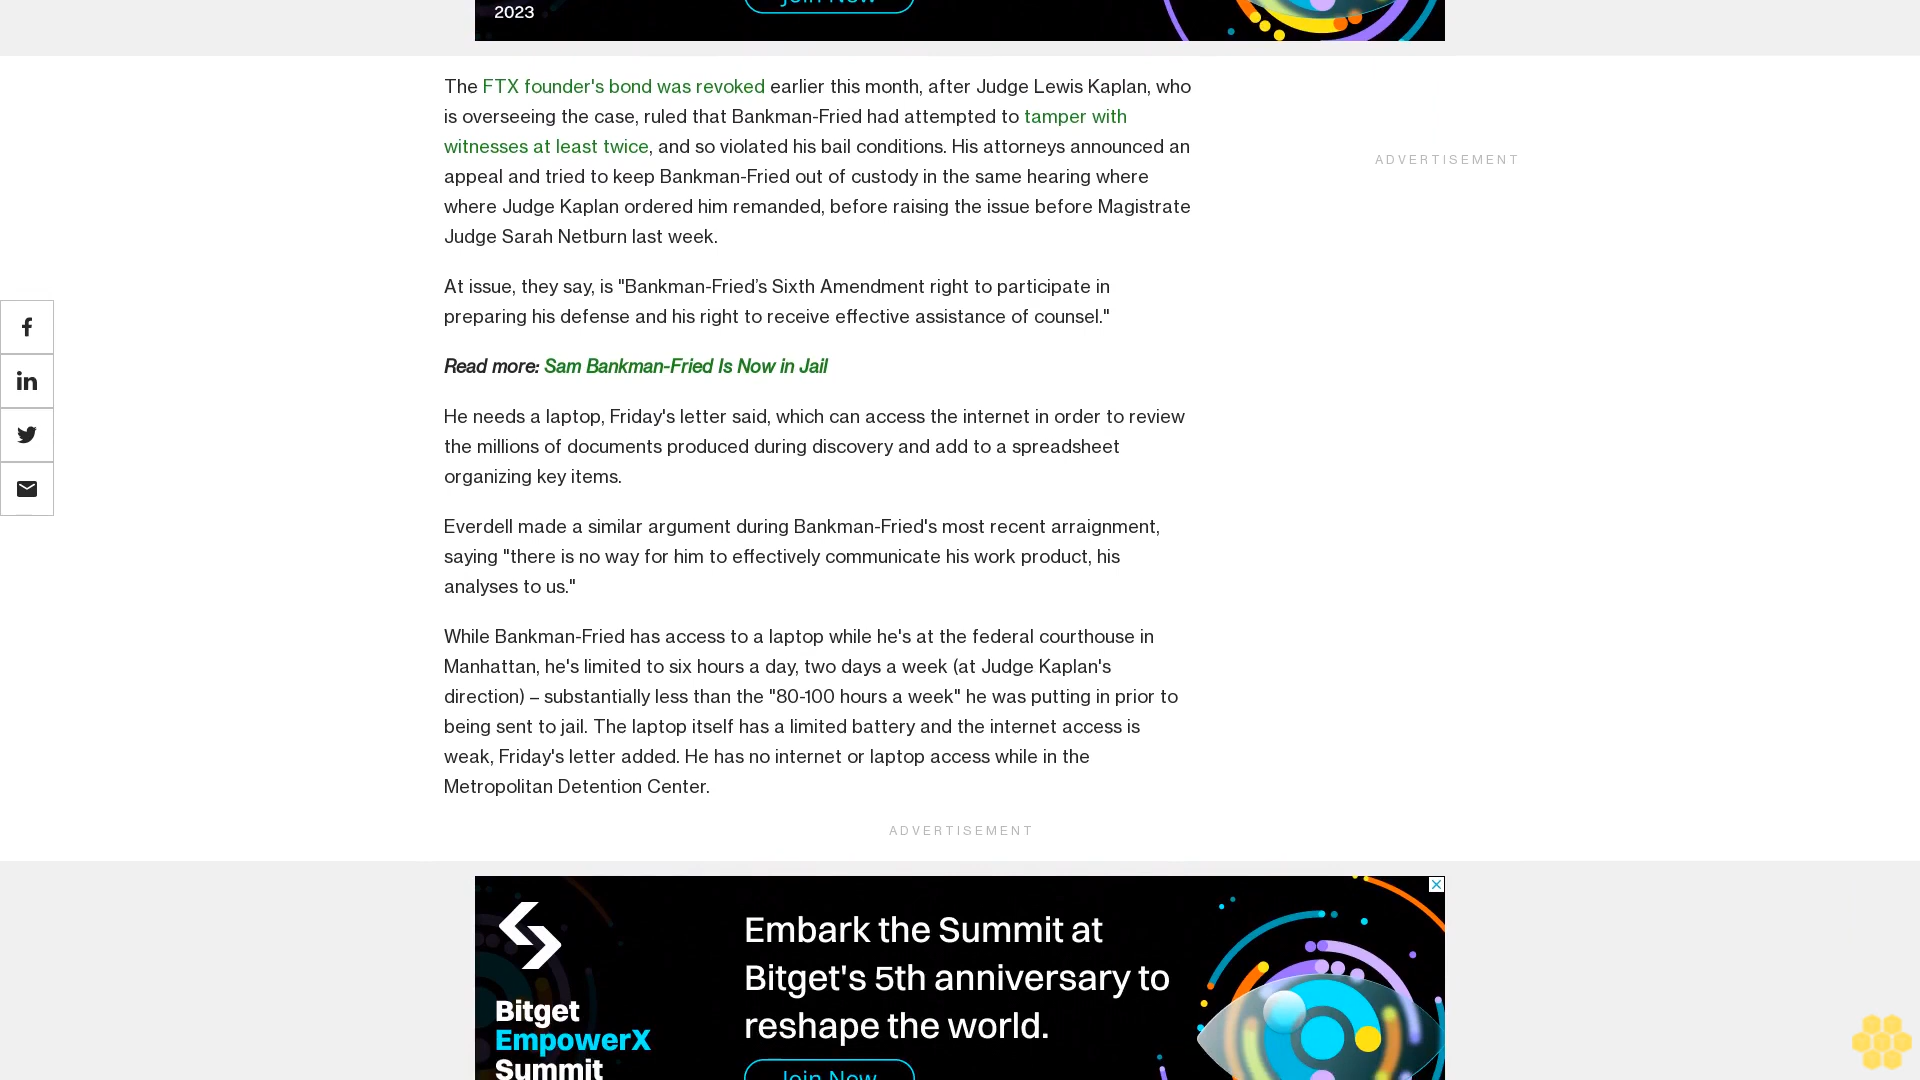 2023
Join Now
The FTX founder's bond was revoked earlier this month, after Judge Lewis Kaplan, who
is overseeing the case, ruled that Bankman-Fried had attempted to tamper with
witnesses at least twice, and so violated his bail conditions. His attorneys announced an
appeal and tried to keep Bankman-Fried out of custody in the same hearing where
where Judge Kaplan ordered him remanded, before raising the issue before Magistrate
Judge Sarah Netburn last week.
ADVERTISEMENT
At issue, they say, is "Bankman-Fried’s Sixth Amendment right to participate in
preparing his defense and his right to receive effective assistance of counsel."
Read more: Sam Bankman-Fried Is Now in Jail
He needs a laptop, Friday's letter said, which can access the internet in order to review
the millions of documents produced during discovery and add to a spreadsheet
organizing key items.
Everdell made a similar argument during Bankman-Fried's most recent arraignment,
saying "there is no way for him to effectively communicate his work product, his
analyses to us."
While Bankman-Fried has access to a laptop while he's at the federal courthouse in
Manhattan, he's limited to six hours a day, two days a week (at Judge Kaplan's
direction) – substantially less than the "80-100 hours a week" he was putting in prior to
being sent to jail. The laptop itself has a limited battery and the internet access is
weak, Friday's letter added. He has no internet or laptop access while in the
Metropolitan Detention Center.
ADVERTISEMENT
Bitget
EmpowerX
Summit
Embark the Summit at
Bitget's 5th anniversary to
reshape the world.
Join Now